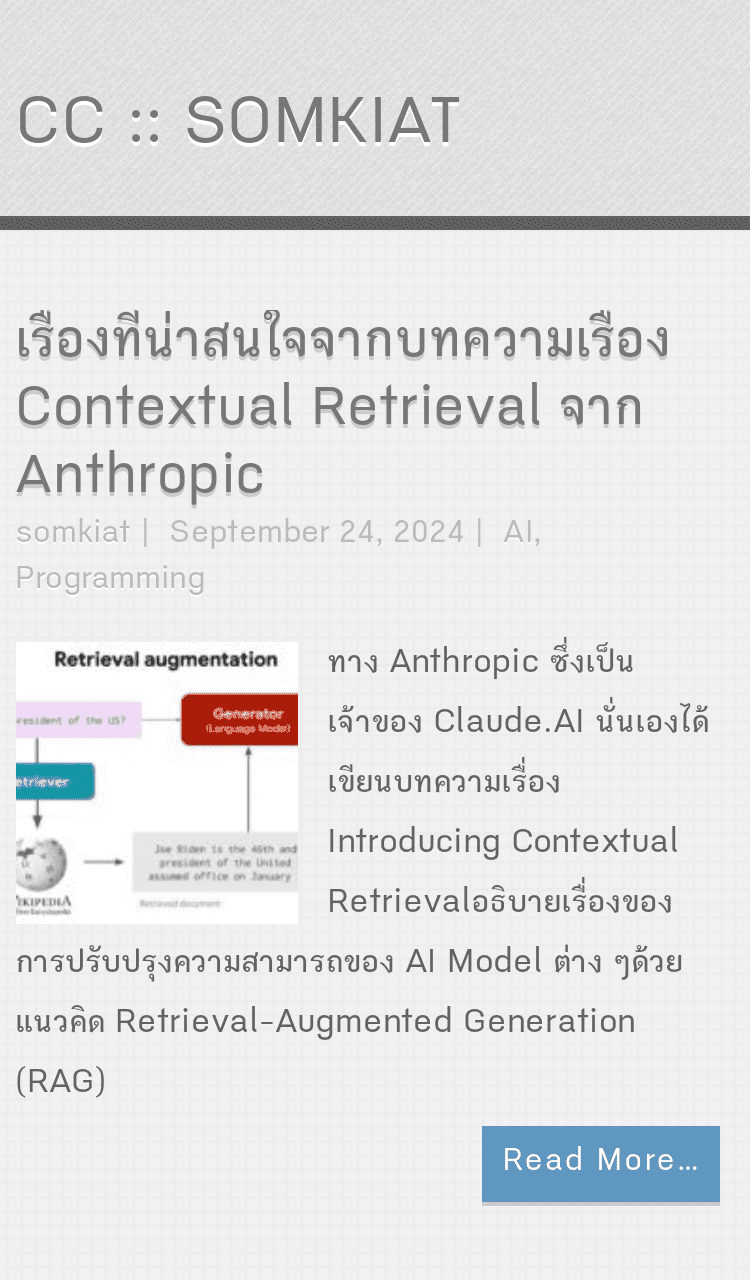 CC :: SOMKIAT
เรื่องที่น่าสนใจจากบทความเรื่อง
Contextual Retrieval จาก
Anthropic
somkiat | September 24, 2024 | AI,
Programming
Retrieval augmentation
resident of the US?
Generator
(Language Model)
etriever
Joe Biden is the 46th and
president of the United
assumed office on January
IKIPEDIA
Free Encyclopedia
Retrieved document
ทาง Anthropic ซึ่งเป็น
เจ้าของ Claude.AI นั่นเองได้
เขียนบทความเรื่อง
Introducing Contextual
Retrievalอธิบายเรื่องของ
การปรับปรุงความสามารถของ AI Model ต่าง ๆด้วย
แนวคิด Retrieval-Augmented Generation
(RAG)
Read More…